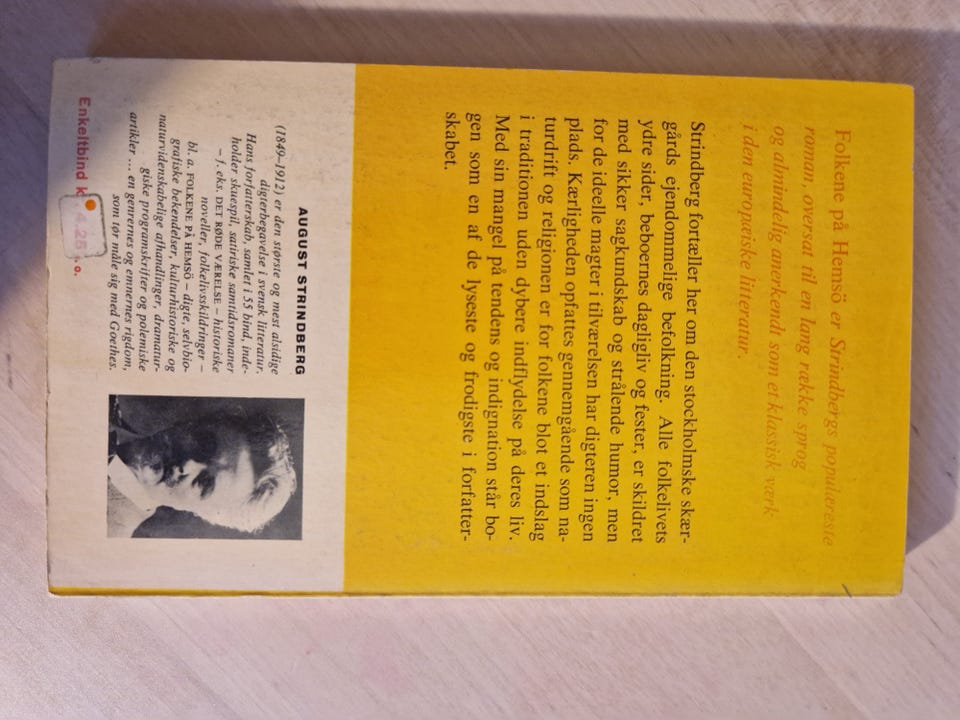 Folkene på Hemsö er Strindbergs populæreste
roman, oversat til en lang række sprog
og almindelig anerkendt som et klassisk værk
i den europæiske litteratur.
Strindberg fortæller her om den stockholmske skær-
gårds ejendommelige befolkning. Alle folkelivets
ydre sider, beboernes dagligliv og fester, er skildret
med sikker sagkundskab og strålende humor, men
for de ideelle magter i tilværelsen har digteren ingen
plads. Kærligheden opfattes gennemgående som na-
turdrift og religionen er for folkene blot et indslag
i traditionen uden dybere indflydelse på deres liv.
Med sin mangel på tendens og indignation står bo-
gen som en af de lyseste og frodigste i forfatter-
skabet.
AUGUST STRINDBERG
(1849-1912) er den største og mest alsidige
digterbegavelse i svensk litteratur.
Hans forfatterskab, samlet i 55 bind, inde-
holder skuespil, satiriske samtidsromaner
– f. eks. DET RØDE VÆRELSE – historiske
noveller, folkelivsskildringer –
bl. a. FOLKENE PÅ HEMSÖ – digte, selvbio-
grafiske bekendelser, kulturhistoriske og
naturvidenskabelige afhandlinger, dramatur-
giske programskrifter og polemiske
artikler ... en genrernes og emnernes rigdom,
som tør måle sig med Goethes.
Enkeltbind k 4.25